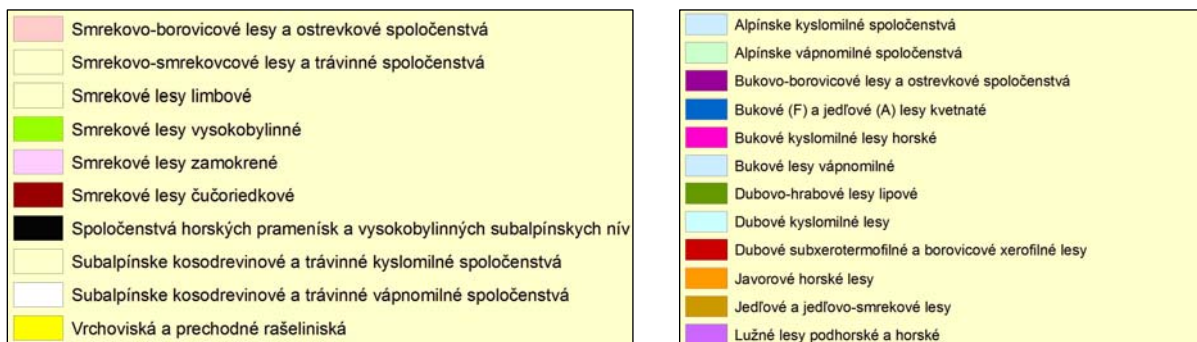 Smrekovo-borovicové lesy a ostrevkové spoločenstvá
Smrekovo-smrekovcové lesy a trávinné spoločenstvá
Smrekové lesy limbové
Smrekové lesy vysokobylinné
Smrekové lesy zamokrené
Smrekové lesy čučoriedkové
Spoločenstvá horských pramenísk a vysokobylinných subalpínskych nív
Subalpínske kosodrevinové a trávinné kyslomilné spoločenstvá
Subalpínske kosodrevinové a trávinné vápnomilné spoločenstvá
Vrchoviská a prechodné rašeliniská
Alpínske kyslomilné spoločenstvá
Alpínske vápnomilné spoločenstvá
Bukovo-borovicové lesy a ostrevkové spoločenstvá
Bukové (F) a jedľové (A) lesy kvetnaté
Bukové kyslomilné lesy horské
Bukové lesy vápnomilné
Dubovo-hrabové lesy lipové
Dubové kyslomilné lesy
Dubové subxerotermofilné a borovicové xerofilné lesy
Javorové horské lesy
Jedľové a jedľovo-smrekové lesy
Lužné lesy podhorské a horské